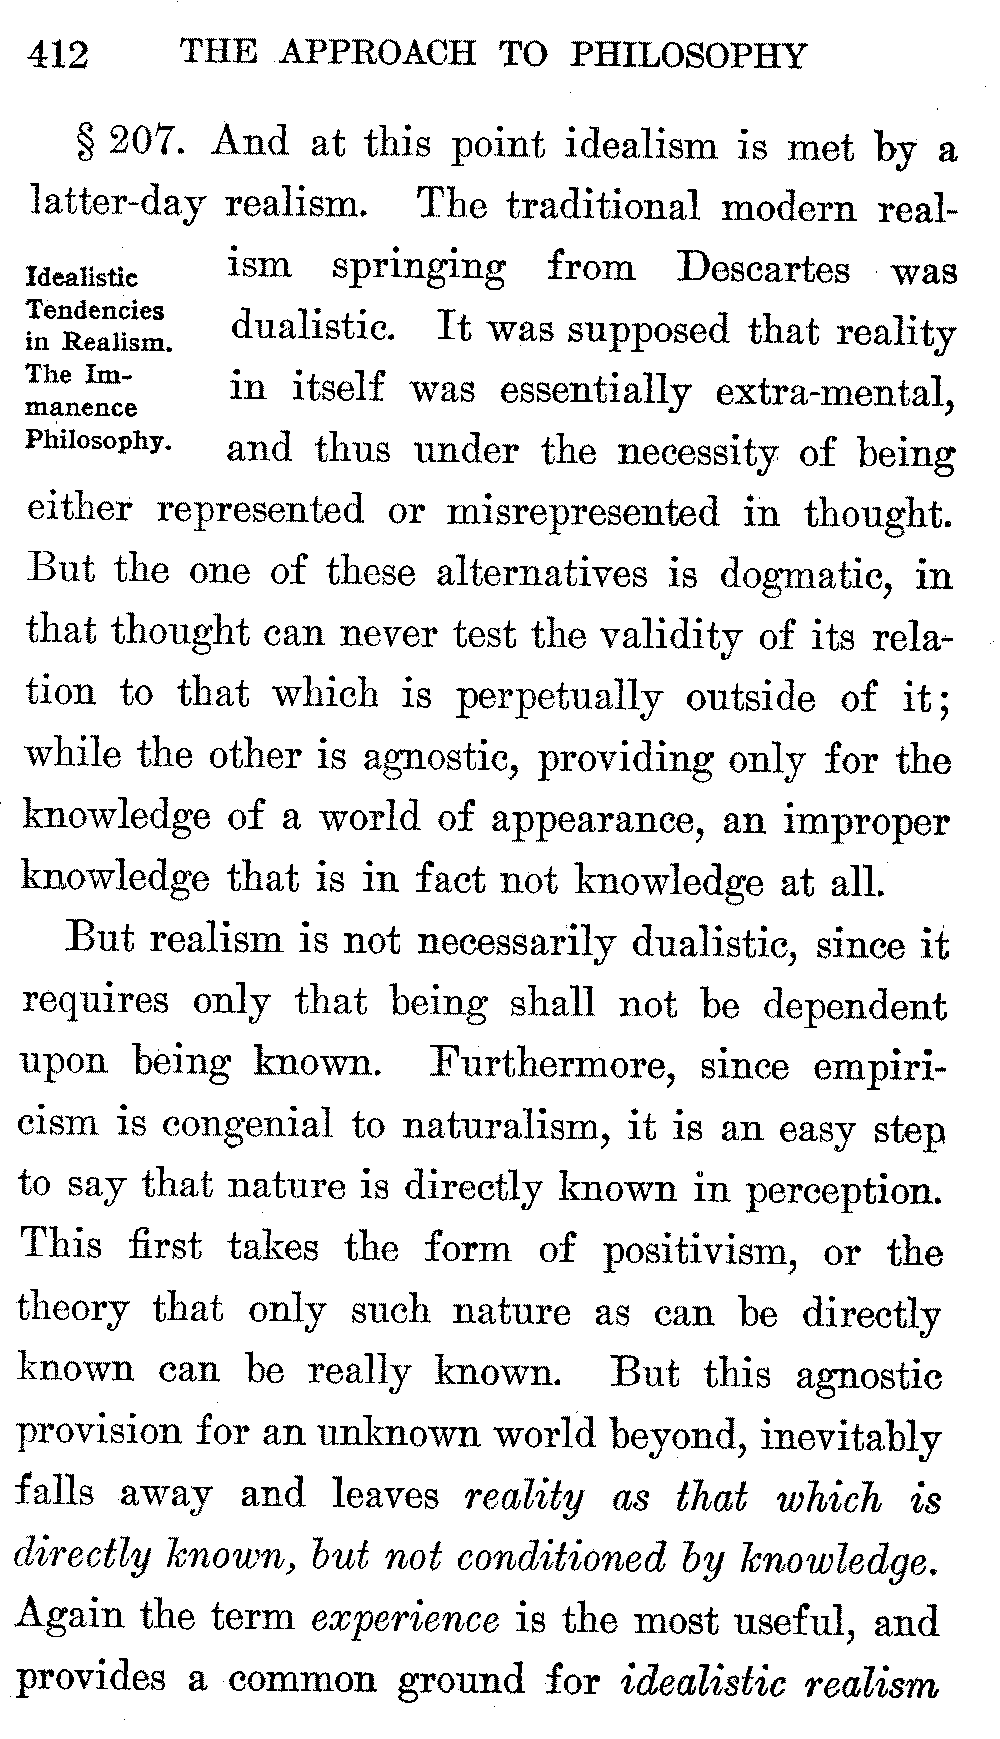 412 THE APPROACH TO PHILOSOPHY
§ 207. And at this point idealism is met by a
latter-day realism. The traditional modern real-
Idealistic
Tendencies
in Realism.
The Im-
manence
Philosophy.
ism springing from Descartes was
dualistic. It was supposed that reality
in itself was essentially extra-mental,
and thus under the necessity of being
either represented or misrepresented in thought.
But the one of these alternatives is dogmatic, in
that thought can never test the validity of its rela-
tion to that which is perpetually outside of it;
while the other is agnostic, providing only for the
knowledge of a world of appearance, an improper
knowledge that is in fact not knowledge at all.
But realism is not necessarily dualistic, since it
requires only that being shall not be dependent
upon being known. Furthermore, since empiri-
cism is congenial to naturalism, it is an easy step
to say that nature is directly known in perception.
This first takes the form of positivism, or the
theory that only such nature as can be directly
known can be really known. But this agnostic
provision for an unknown world beyond, inevitably
falls away and leaves reality as that which is
directly known, but not conditioned by knowledge.
Again the term experience is the most useful, and
provides a common ground for idealistic realism